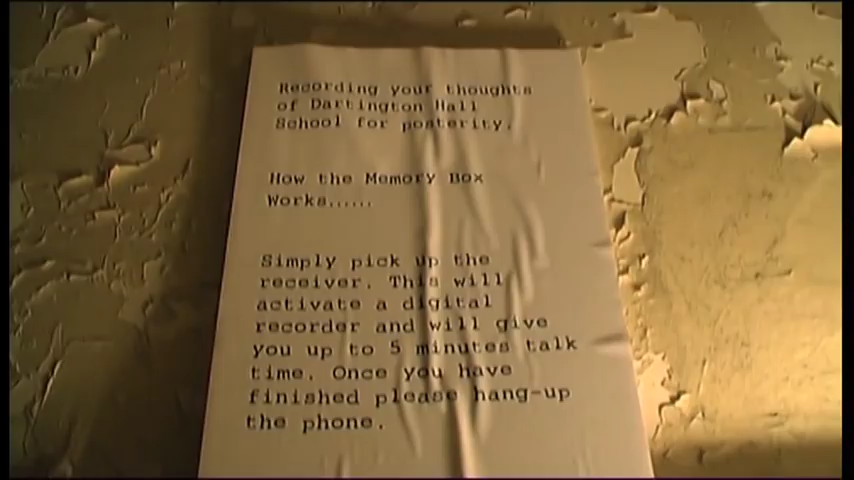 Recording your thoughts
of Dartington Hall
School for posterity.
How the Memory Box
Works......
Simply pick up the
receiver. This will
activate a digital
recorder and will give
you up to 5 minutes talk
time. Once you have
finished please hang-up
the phone.